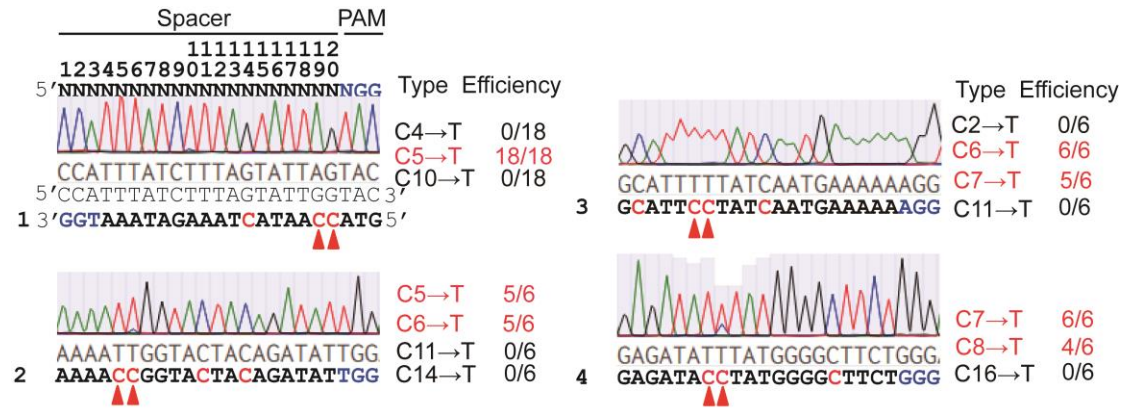 Spacer PAM
11111111112
12345678901234567890
5'NNNNNNNNNNNNNNNNNNNNNGG
Type Efficiency
C4→T 0/18
C5→T 18/18
C10→T 0/18
CCATTTATCTTTAGTATTAGTAC
5'CCATTTATCTTTAGTATTGGTAC3'
1 3'GGTAAATAGAAATCATAACCATG5'
C5→T 5/6
C6→T 5/6
C11→T 0/6
C14→T 0/6
AAAATTGGTACTACAGATATTGG
2 AAAACCGGTACTACAGATATTGG
Type Efficiency
C2→T 0/6
C6→T 6/6
C7→T 5/6
C11→T 0/6
GCATTTTTATCAATGAAAAAAGG
3 GCATTCCTATCAATGAAAAAAGG
C7→T 6/6
C8→T 4/6
C16→T 0/6
GAGATATTTATGGGGCTTCTGGG
4 GAGATACCTATGGGGCTTCTGGG